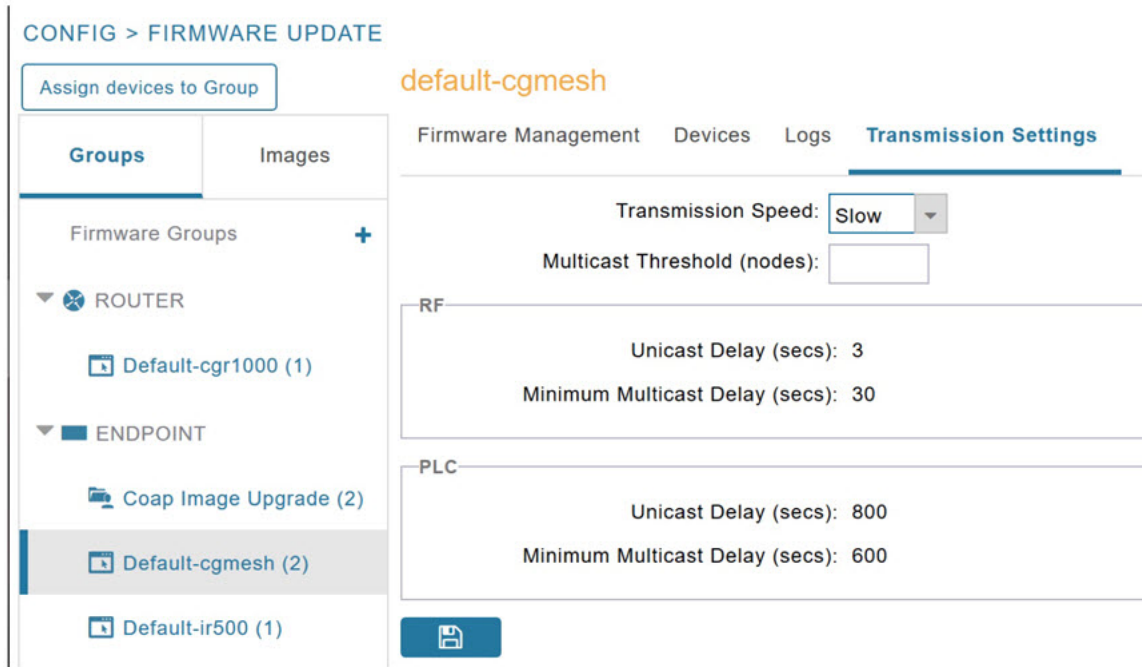 CONFIG > FIRMWARE UPDATE
Assign devices to Group
Groups
Images
Firmware Groups +
ROUTER
Default-cgr1000 (1)
ENDPOINT
Coap Image Upgrade (2)
Default-cgmesh (2)
Default-ir500 (1)
default-cgmesh
Firmware Management Devices Logs Transmission Settings
Transmission Speed: Slow
Multicast Threshold (nodes):
RF
Unicast Delay (secs): 3
Minimum Multicast Delay (secs): 30
PLC
Unicast Delay (secs): 800
Minimum Multicast Delay (secs): 600